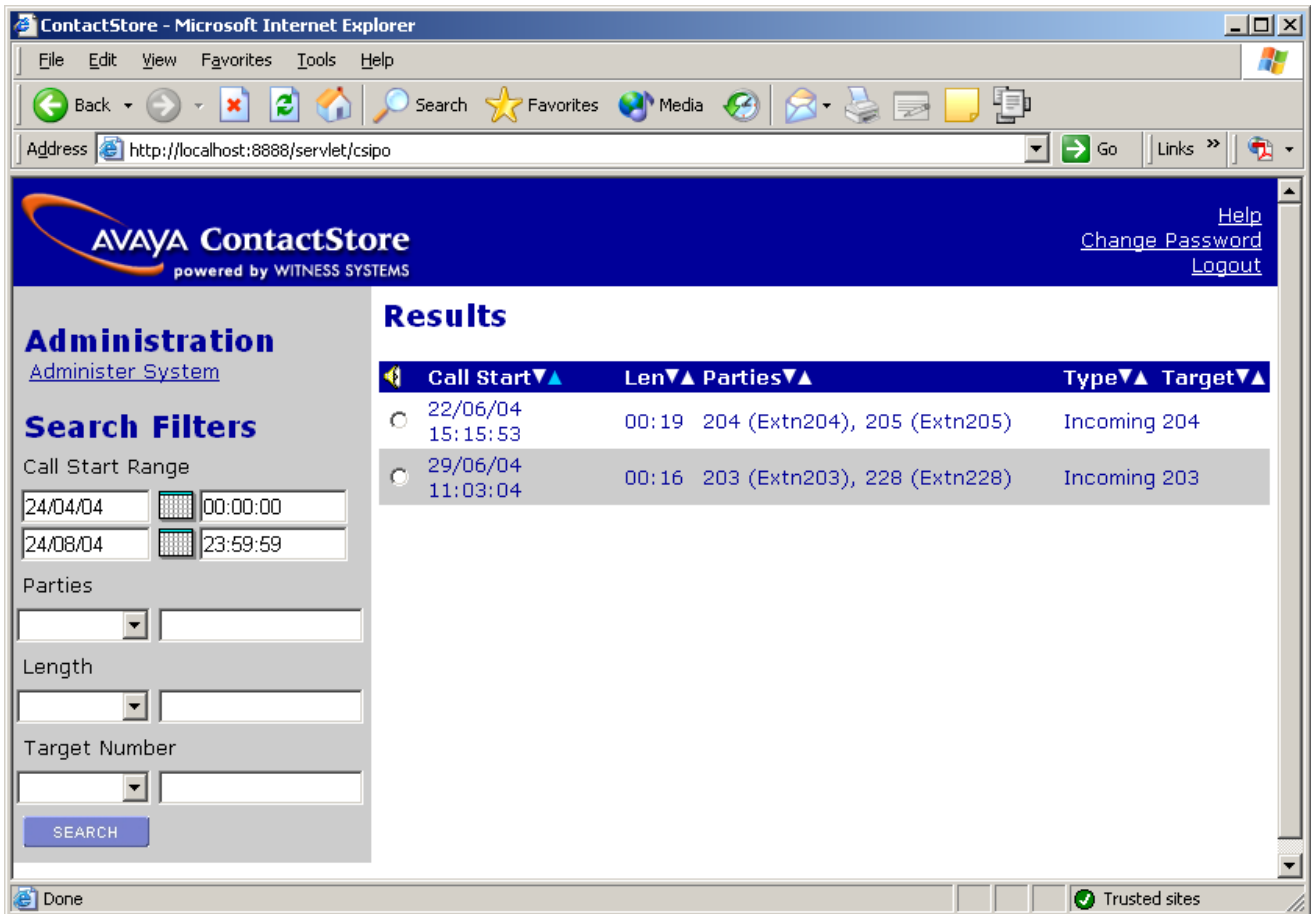 ContactStore - Microsoft Internet Explorer
File Edit View Favorites Tools Help
Back Search Favorites Media
Address http://localhost:8888/servlet/csipo Go Links »
AVAYA ContactStore
powered by WITNESS SYSTEMS
Help
Change Password
Logout
Administration
Administer System
Search Filters
Call Start Range
24/04/04 00:00:00
24/08/04 23:59:59
Parties
Length
Target Number
SEARCH
Results
Call Start▼▲ Len▼▲ Parties▼▲ Type▼▲ Target▼▲
22/06/04
15:15:53 00:19 204 (Extn204), 205 (Extn205) Incoming 204
29/06/04
11:03:04 00:16 203 (Extn203), 228 (Extn228) Incoming 203
Done Trusted sites